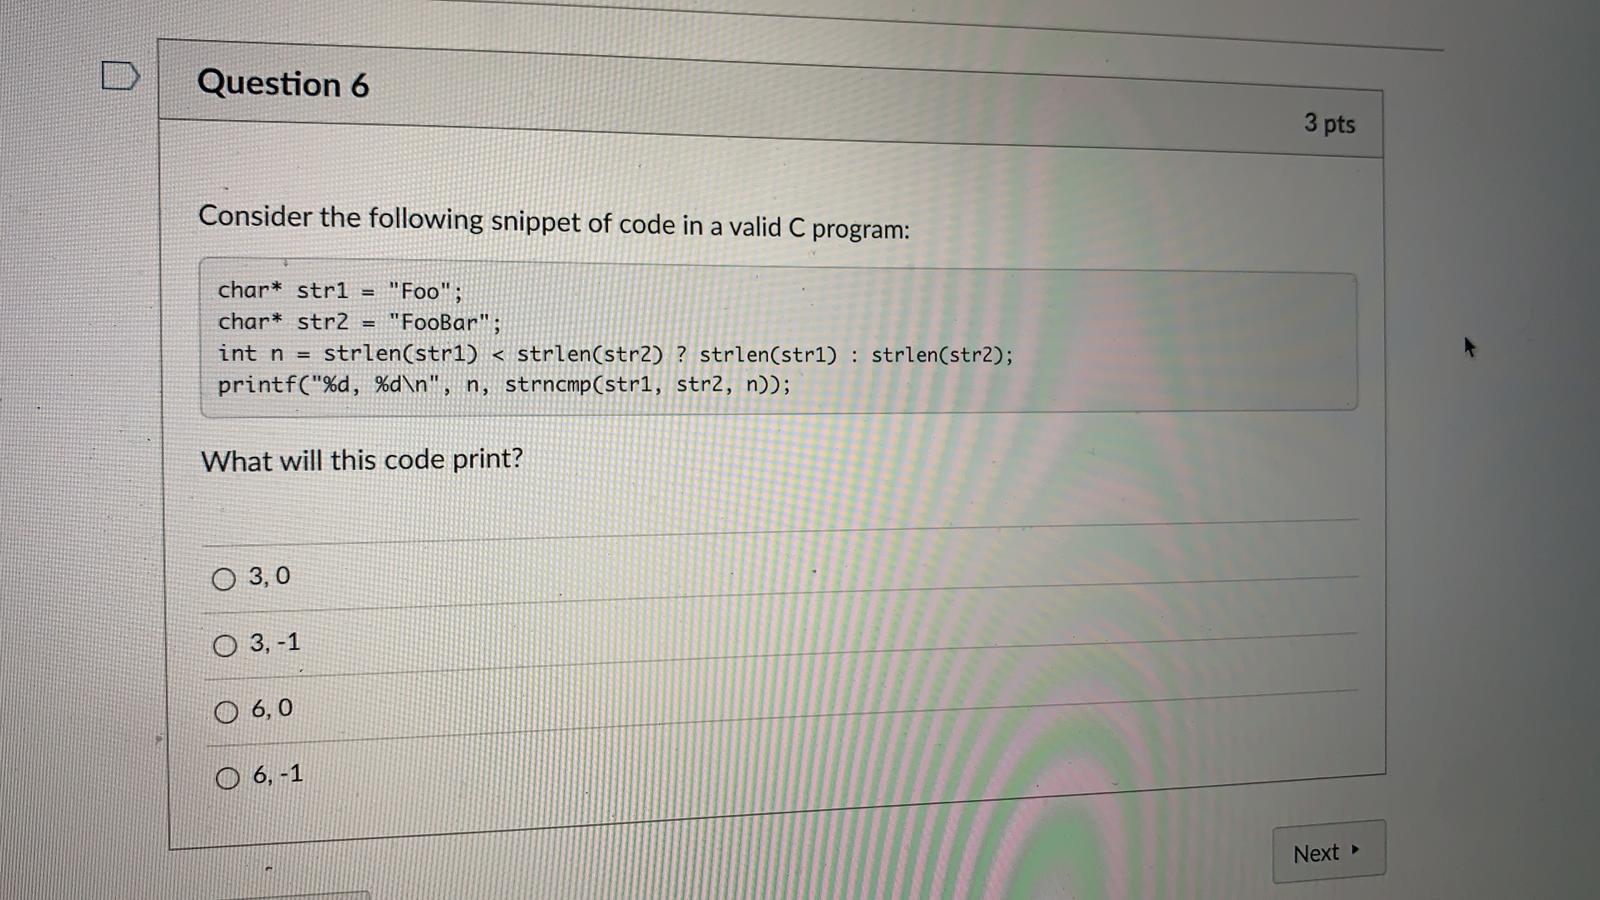 Question 6
3 pts
Consider the following snippet of code in a valid C program:
char* str1 = "Foo";
char* str2 = "FooBar";
int n = strlen(str1) < strlen(str2) ? strlen(str1) : strlen(str2);
printf("%d, %d\n", n, strncmp(str1, str2, n));
What will this code print?
3, 0
3, -1
6, 0
6, -1
Next